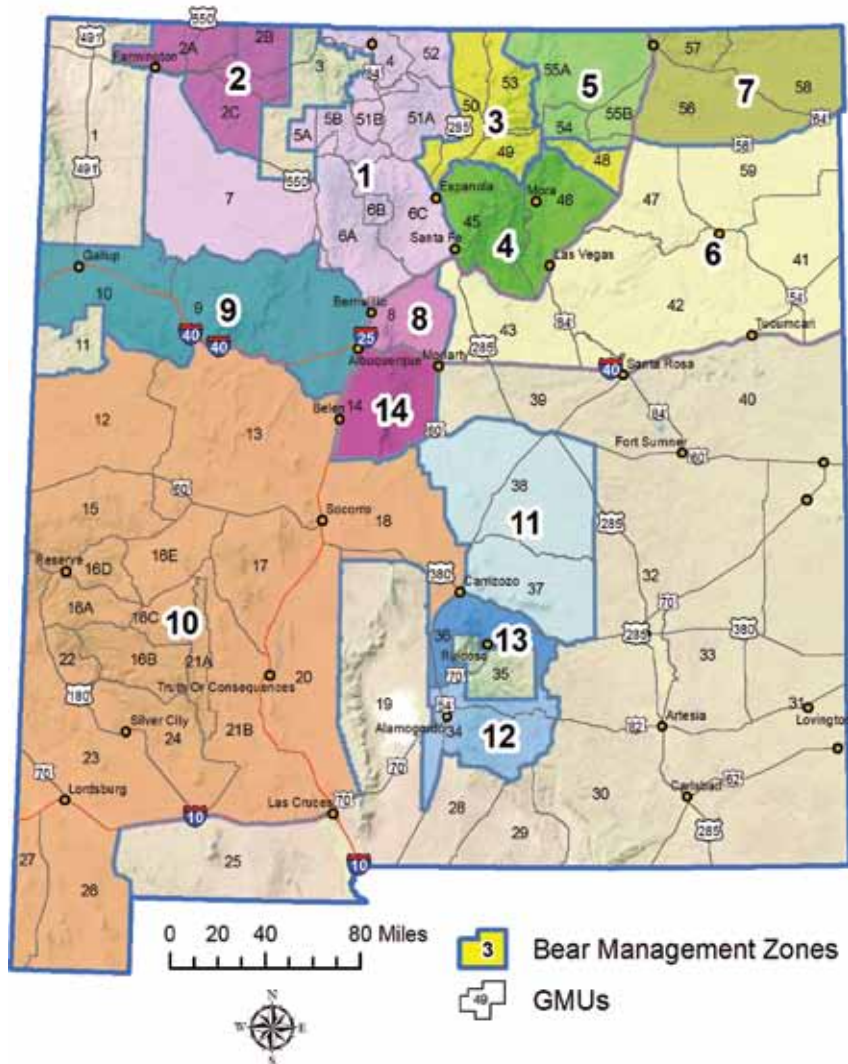 550
491
2A
2B
Farmington
2
4
52
84
3
53
50
55A
5
57
7
58
56
64
1
2C
5A
5B
51B
51A
285
3
54
55B
56
491
550
49
48
59
7
1
Espanola
Mora
46
47
6B
6C
45
6A
Santa Fe
4
Las Vegas
6
41
Gallup
10
9
9
Bernalillo
8
8
42
54
43
84
Tucumcari
11
40
40
25
Albuquerque
Moriarty
285
40
Santa Rosa
39
40
Belen
14
14
60
84
12
13
Fort Sumner
60
38
15
60
Socorro
18
11
285
Reserve
16D
16E
17
380
Carrizozo
37
32
70
16A
16C
10
36
13
Ruidoso
285
380
22
16B
21A
20
70
35
33
180
Truth Or Consequences
19
54
31
Silver City
24
21B
Alamogordo
34
12
82
Artesia
Lovington
23
70
70
Lordsburg
Las Cruces
70
28
30
62
Carlsbad
10
29
285
27
25
10
26
0 20 40 80 Miles
3 Bear Management Zones
49 GMUs
N
W E
S